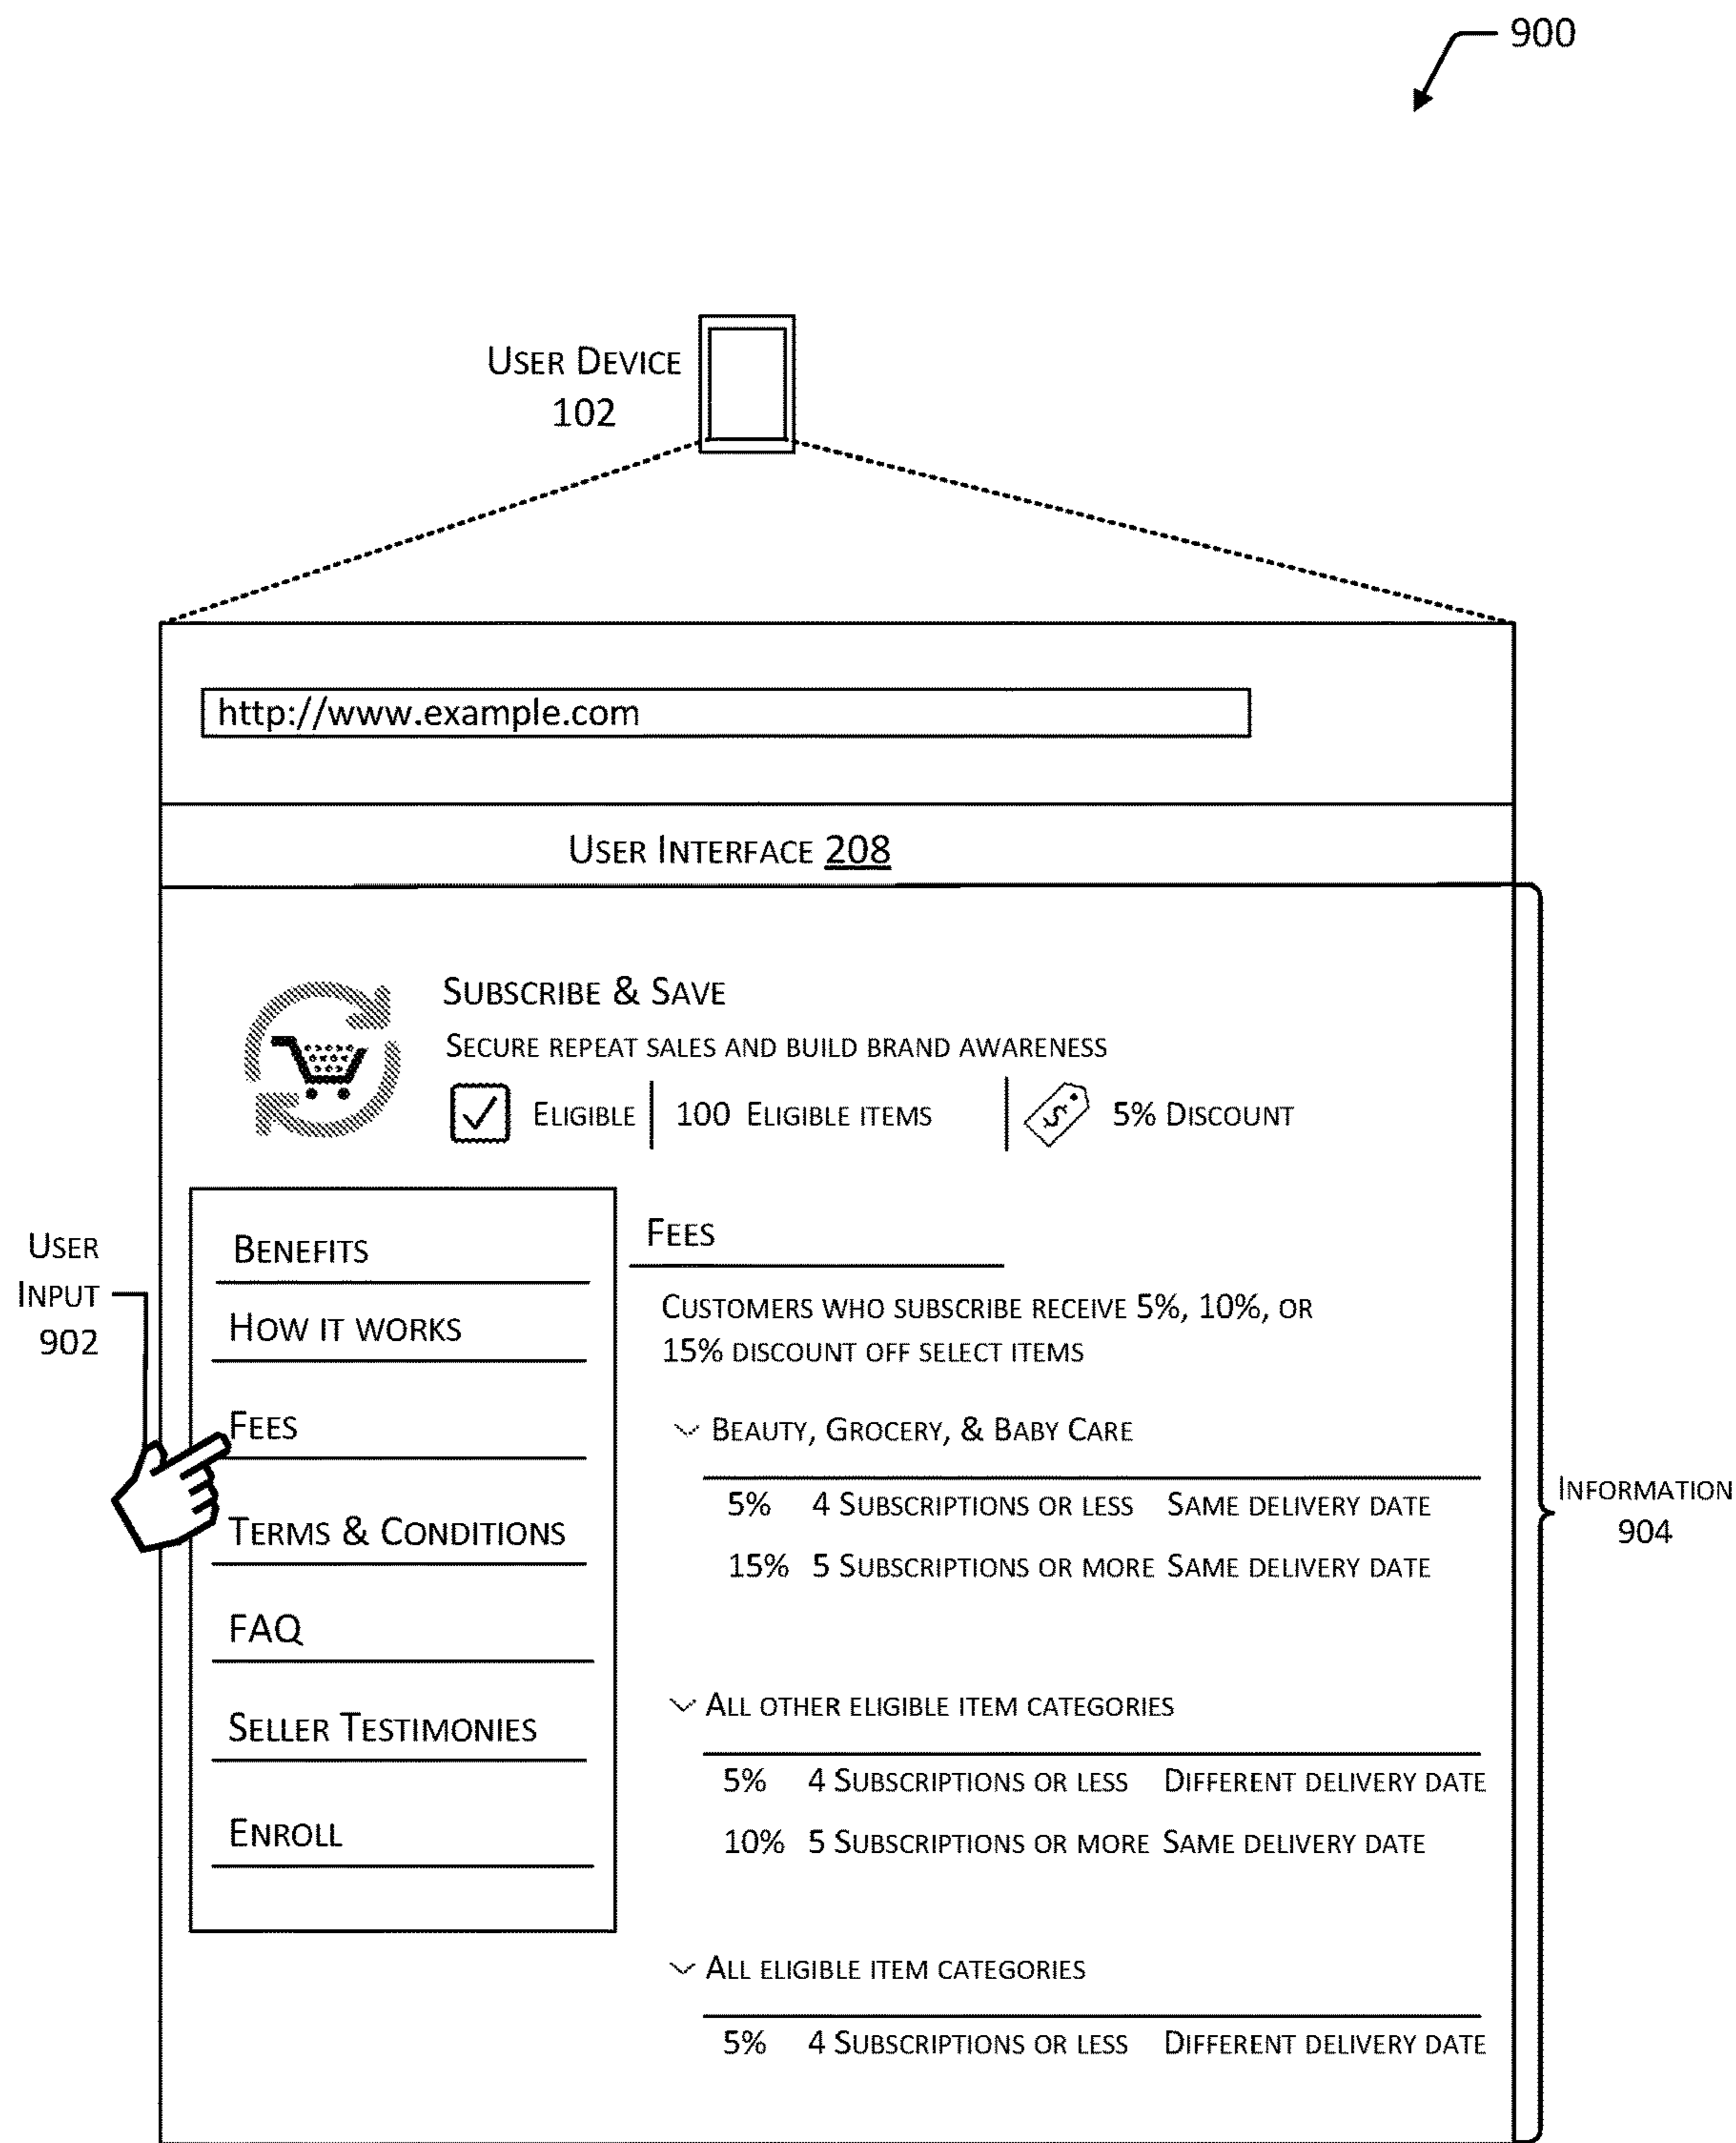 900
USER DEVICE
102
http://www.example.com
USER INTERFACE 208
SUBSCRIBE & SAVE
SECURE REPEAT SALES AND BUILD BRAND AWARENESS
ELIGIBLE 100 ELIGIBLE ITEMS $ 5% DISCOUNT
USER
INPUT
902
BENEFITS
HOW IT WORKS
FEES
TERMS & CONDITIONS
FAQ
SELLER TESTIMONIES
ENROLL
FEES
CUSTOMERS WHO SUBSCRIBE RECEIVE 5%, 10%, OR
15% DISCOUNT OFF SELECT ITEMS
BEAUTY, GROCERY, & BABY CARE
5% 4 SUBSCRIPTIONS OR LESS SAME DELIVERY DATE
15% 5 SUBSCRIPTIONS OR MORE SAME DELIVERY DATE
ALL OTHER ELIGIBLE ITEM CATEGORIES
5% 4 SUBSCRIPTIONS OR LESS DIFFERENT DELIVERY DATE
10% 5 SUBSCRIPTIONS OR MORE SAME DELIVERY DATE
ALL ELIGIBLE ITEM CATEGORIES
5% 4 SUBSCRIPTIONS OR LESS DIFFERENT DELIVERY DATE
INFORMATION
904